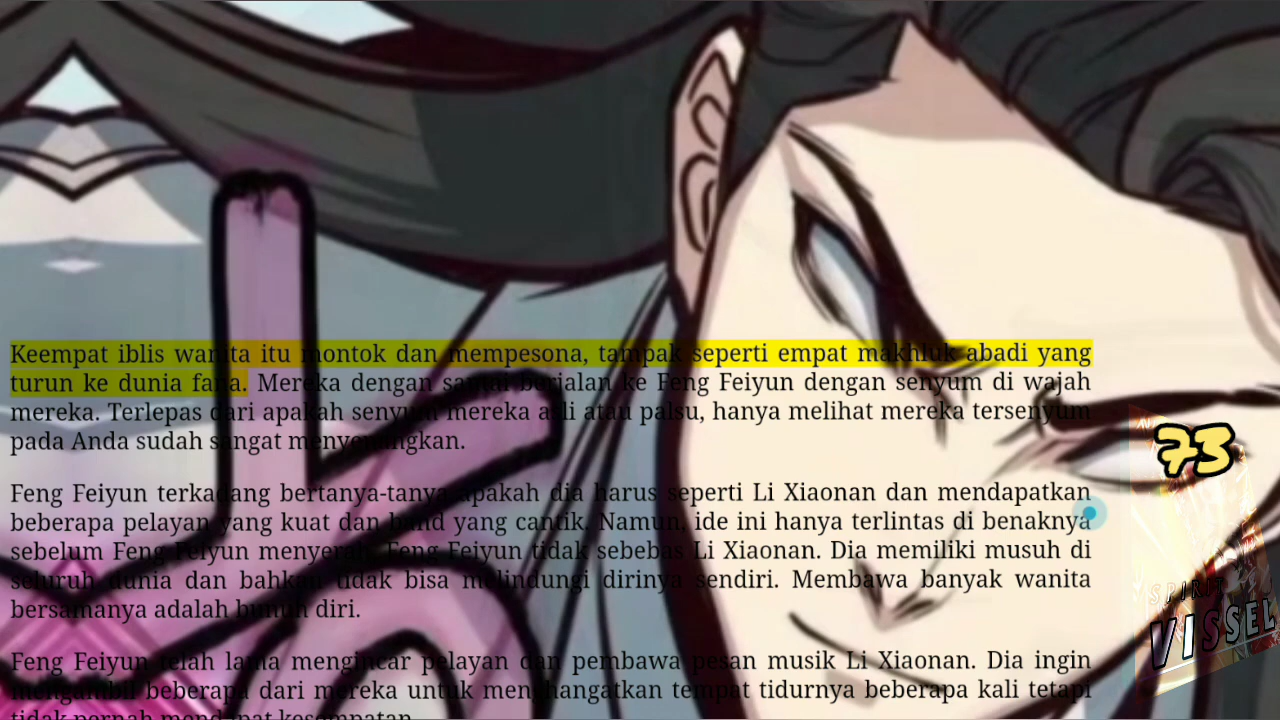 Keempat iblis wanita itu montok dan mempesona, tampak seperti empat makhluk abadi yang
turun ke dunia fana. Mereka dengan santai berjalan ke Feng Feiyun dengan senyum di wajah
mereka. Terlepas dari apakah senyum mereka asli atau palsu, hanya melihat mereka tersenyum
pada Anda sudah sangat menyenangkan.
Feng Feiyun terkadang bertanya-tanya apakah dia harus seperti Li Xiaonan dan mendapatkan
beberapa pelayan yang kuat dan band yang cantik. Namun, ide ini hanya terlintas di benaknya
sebelum Feng Feiyun menyerah. Feng Feiyun tidak sebebas Li Xiaonan. Dia memiliki musuh di
seluruh dunia dan bahkan tidak bisa melindungi dirinya sendiri. Membawa banyak wanita
bersamanya adalah bunuh diri.
Feng Feiyun telah lama mengincar pelayan dan pembawa pesan musik Li Xiaonan. Dia ingin
mengambil beberapa dari mereka untuk menghangatkan tempat tidurnya beberapa kali tetapi
tidak pernah mendapat kesempatan.
73
SPIRIT
VISSEL